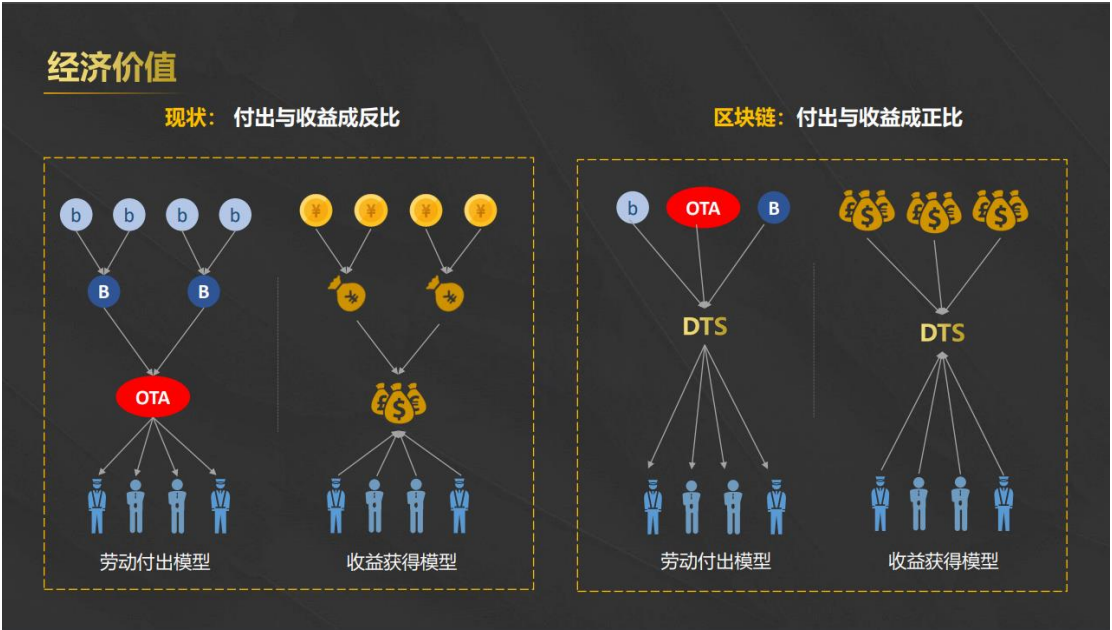 经济价值
现状： 付出与收益成反比
b b b b
B B
OTA
劳动付出模型
¥ ¥ ¥ ¥
¥ ¥
£ $ €
收益获得模型
区块链： 付出与收益成正比
b OTA B
DTS
劳动付出模型
£ $ € £ $ € £ $ €
DTS
收益获得模型